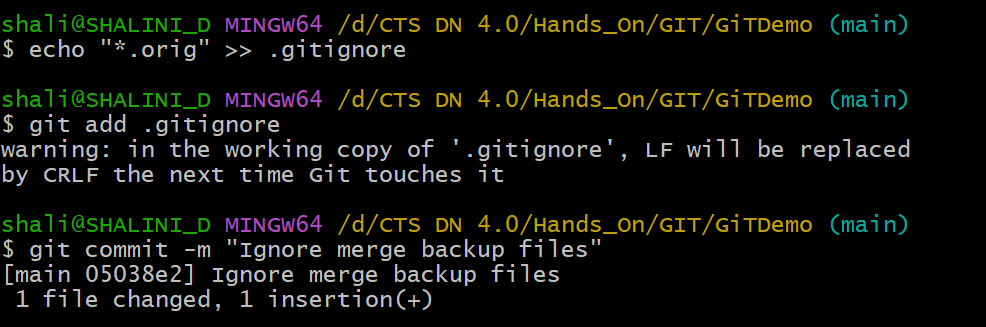 shali@SHALINI_D MINGW64 /d/CTS DN 4.0/Hands_On/GIT/GiTDemo (main)
$ echo "*.orig" >> .gitignore
shali@SHALINI_D MINGW64 /d/CTS DN 4.0/Hands_On/GIT/GiTDemo (main)
$ git add .gitignore
warning: in the working copy of '.gitignore', LF will be replaced
by CRLF the next time Git touches it
shali@SHALINI_D MINGW64 /d/CTS DN 4.0/Hands_On/GIT/GiTDemo (main)
$ git commit -m "Ignore merge backup files"
[main 05038e2] Ignore merge backup files
 1 file changed, 1 insertion(+)